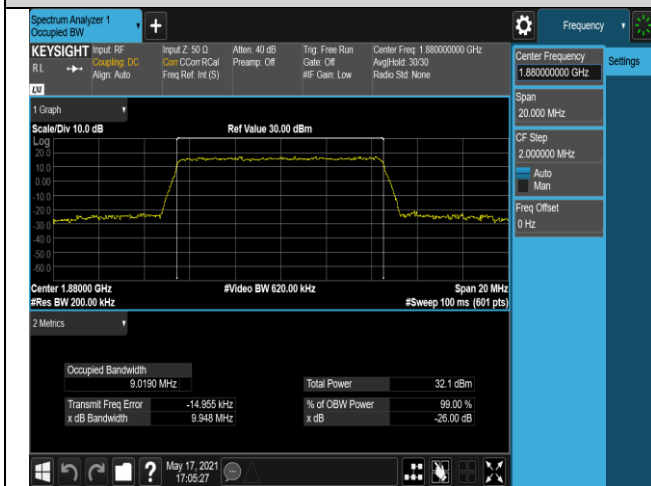 Spectrum Analyzer 1
Occupied BW
Frequency
KEYSIGHT
RL
LXI
Input: RF
Coupling: DC
Align: Auto
Input Z: 50 Ω
Corr CCorr RCal
Freq Ref: Int (S)
Atten: 40 dB
Preamp: Off
Trig: Free Run
Gate: Off
#IF Gain: Low
Center Freq: 1.880000000 GHz
Avg|Hold: 30/30
Radio Std: None
Center Frequency
1.880000000 GHz
Settings
Span
20.000 MHz
CF Step
2.000000 MHz
Auto
Man
Freq Offset
0 Hz
1 Graph
Scale/Div 10.0 dB
Ref Value 30.00 dBm
Log
20.0
10.0
0.00
-10.0
-20.0
-30.0
-40.0
-50.0
-60.0
Center 1.88000 GHz
#Video BW 620.00 kHz
Span 20 MHz
#Res BW 200.00 kHz
#Sweep 100 ms (601 pts)
2 Metrics
Occupied Bandwidth
9.0190 MHz
Total Power
32.1 dBm
Transmit Freq Error
-14.955 kHz
% of OBW Power
99.00 %
x dB Bandwidth
9.948 MHz
x dB
-26.00 dB
?
May 17, 2021
17:05:27